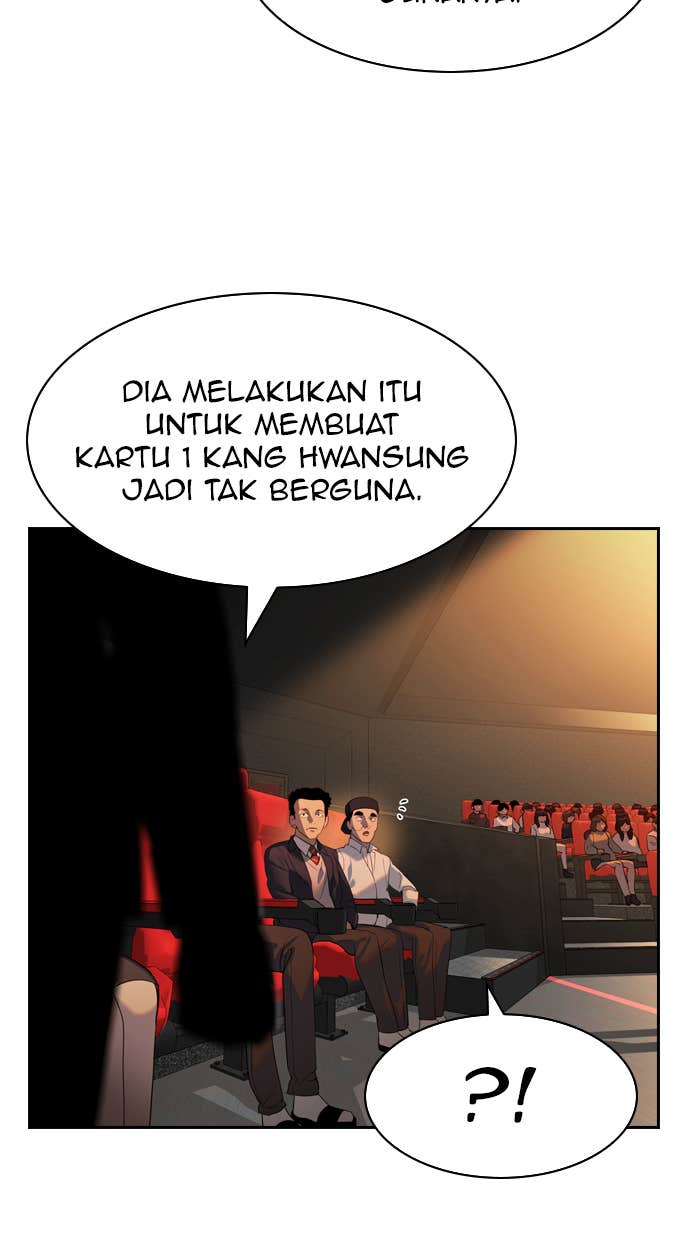 DIA MELAKUKAN ITU
UNTUK MEMBUAT
KARTU 1 KANG HWANSUNG
JADI TAK BERGUNA.
?!